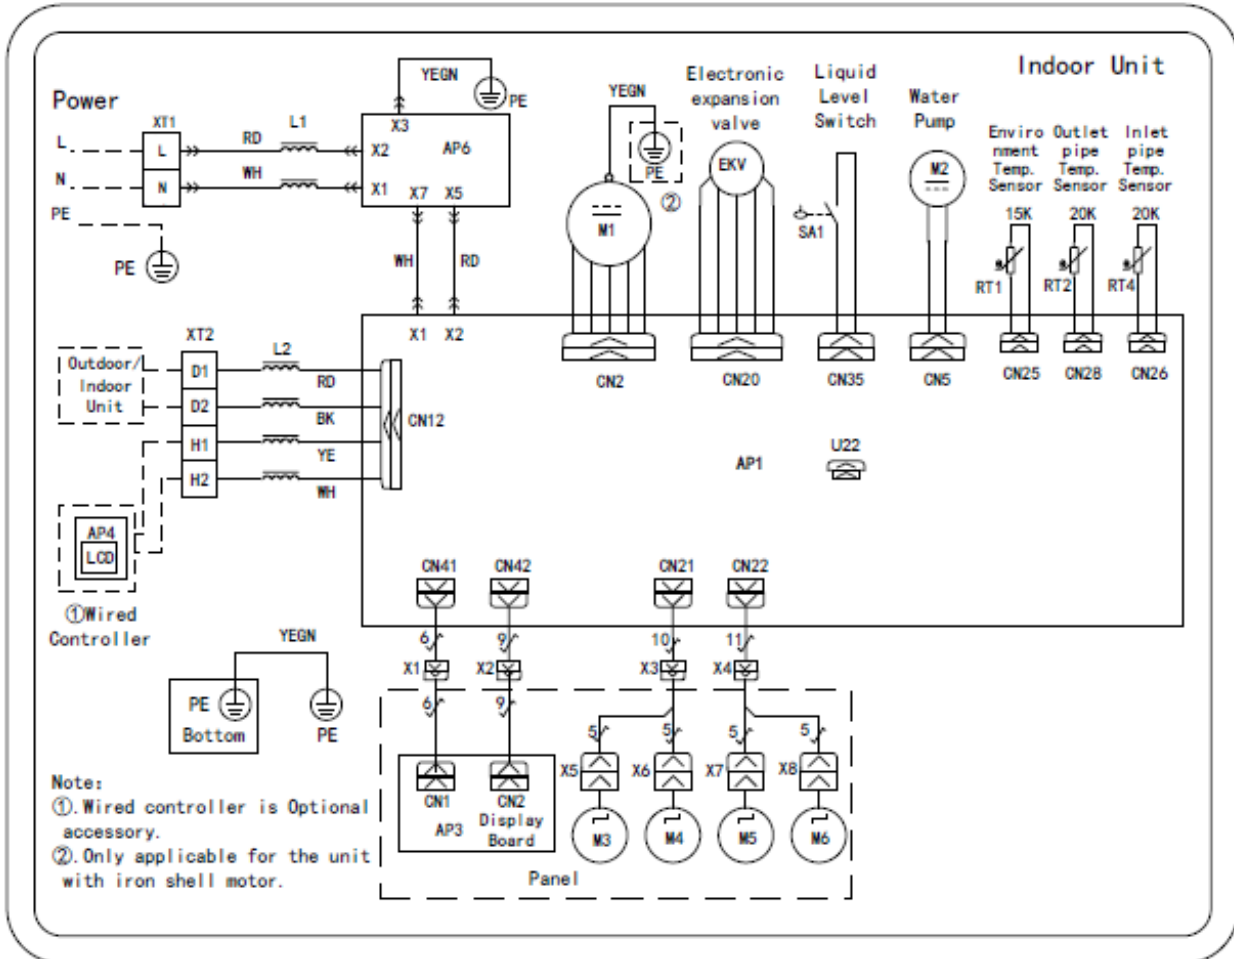 Indoor Unit
Power
L
N
PE
PE
XT1
L
N
RD
WH
L1
YEGN
PE
X3
X2
AP6
X1
X7
X5
WH
RD
X1
X2
YEGN
PE
②
M1
CN2
Electronic
expansion
valve
EKV
CN20
Liquid
Level
Switch
SA1
CN35
Water
Pump
M2
CN5
Enviro
nment
Temp.
Sensor
15K
RT1
CN25
Outlet
pipe
Temp.
Sensor
20K
RT2
CN28
Inlet
pipe
Temp.
Sensor
20K
RT4
CN26
XT2
Outdoor/
Indoor
Unit
D1
D2
H1
H2
L2
RD
BK
YE
WH
CN12
AP1
U22
AP4
LCD
①Wired
Controller
YEGN
PE
Bottom
PE
CN41
CN42
CN21
CN22
6
9
10
11
X1
X2
X3
X4
6
9
5
5
5
5
X5
X6
X7
X8
CN1
CN2
AP3
Display
Board
M3
M4
M5
M6
Panel
Note:
①.Wired controller is Optional
accessory.
②.Only applicable for the unit
with iron shell motor.